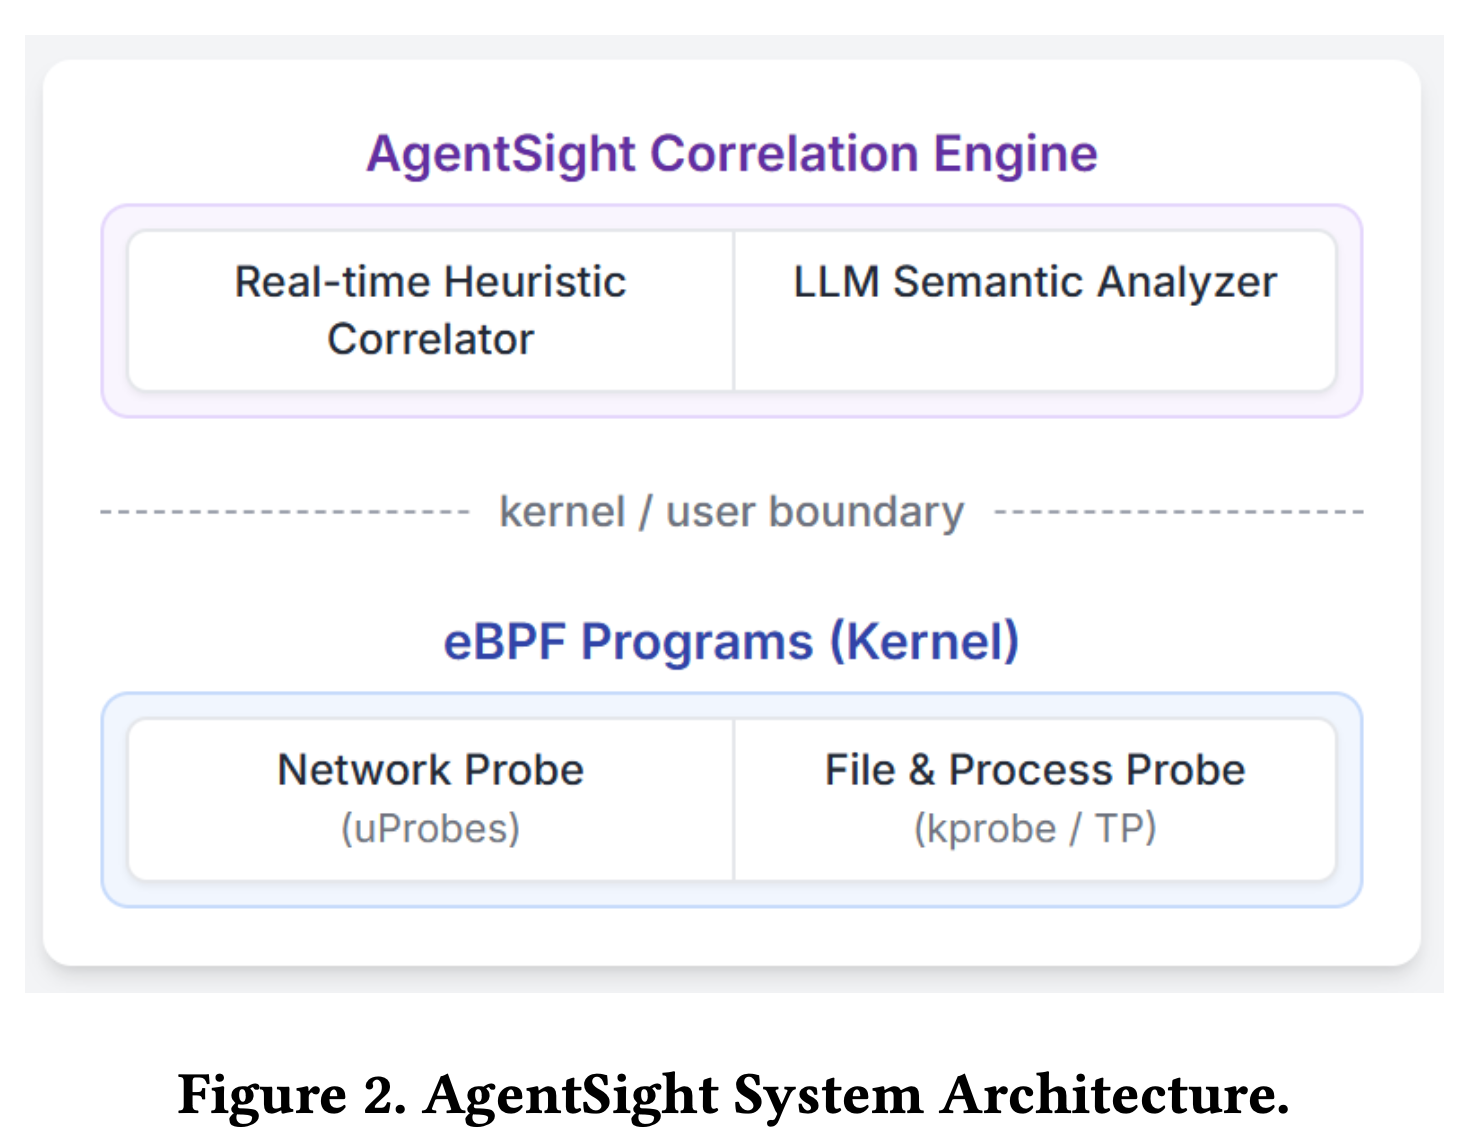 AgentSight Correlation Engine
Real-time Heuristic
Correlator
LLM Semantic Analyzer
kernel / user boundary
eBPF Programs (Kernel)
Network Probe
(uProbes)
File & Process Probe
(kprobe / TP)
Figure 2. AgentSight System Architecture.